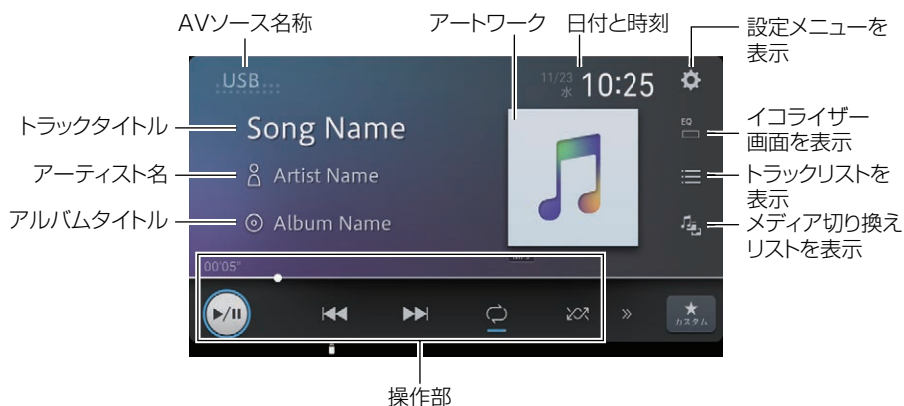 AVソース名称
アートワーク
日付と時刻
設定メニューを
表示
USB
11/23
水
10:25
トラックタイトル
Song Name
EQ
イコライザー
画面を表示
アーティスト名
Artist Name
トラックリストを
表示
アルバムタイトル
Album Name
メディア切り換え
リストを表示
00'05"
カスタム
操作部